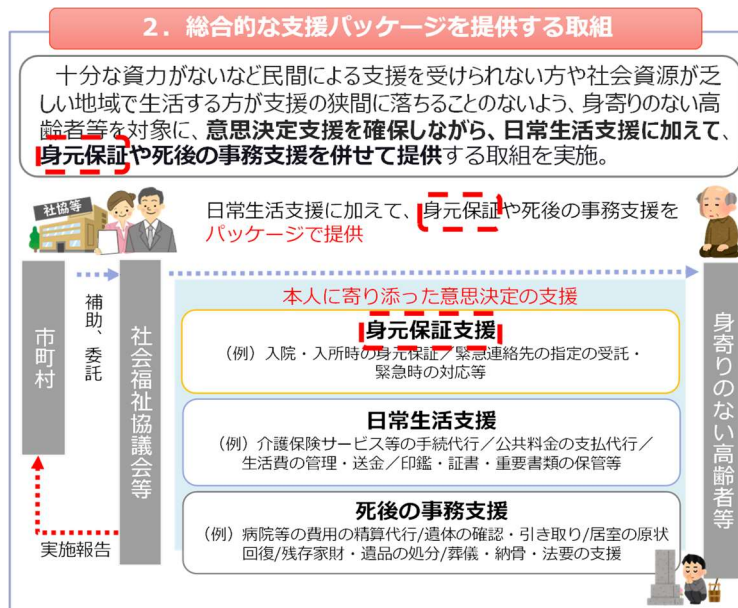 2．総合的な支援パッケージを提供する取組
十分な資力がないなど民間による支援を受けられない方や社会資源が乏
しい地域で生活する方が支援の狭間に落ちることのないよう、身寄りのない高
齢者等を対象に、意思決定支援を確保しながら、日常生活支援に加えて、
身元保証や死後の事務支援を併せて提供する取組を実施。
社協等
日常生活支援に加えて、身元保証や死後の事務支援を
パッケージで提供
市町村
補助、委託
社会福祉協議会等
本人に寄り添った意思決定の支援
身元保証支援
（例）入院・入所時の身元保証／緊急連絡先の指定の受託・
緊急時の対応等
日常生活支援
（例）介護保険サービス等の手続代行／公共料金の支払代行／
生活費の管理・送金／印鑑・証書・重要書類の保管等
死後の事務支援
（例）病院等の費用の精算代行/遺体の確認・引き取り/居室の原状
回復/残存家財・遺品の処分/葬儀・納骨・法要の支援
身寄りのない高齢者等
実施報告